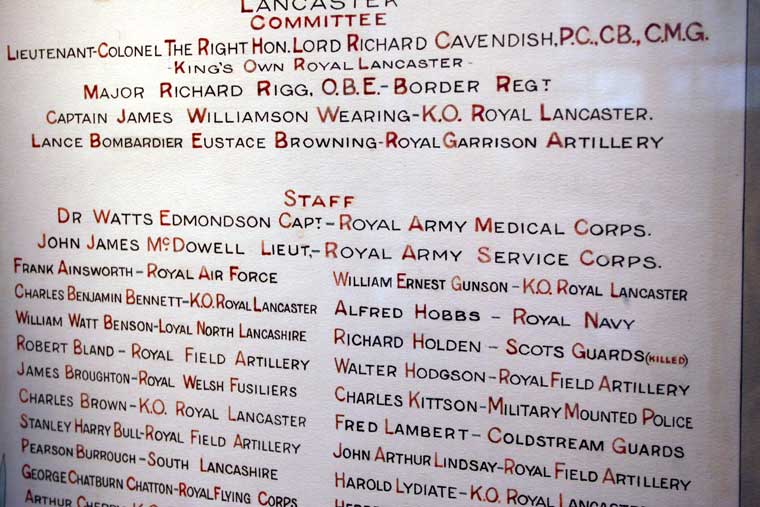 LANCASTER
COMMITTEE
LIEUTENANT-COLONEL THE RIGHT HON. LORD RICHARD CAVENDISH, P.C., C.B., C.M.G.
-KING'S OWN ROYAL LANCASTER-
MAJOR RICHARD RIGG, O.B.E.-BORDER REGT
CAPTAIN JAMES WILLIAMSON WEARING-K.O. ROYAL LANCASTER.
LANCE BOMBARDIER EUSTACE BROWNING-ROYAL GARRISON ARTILLERY
STAFF
DR WATTS EDMONDSON CAPT.-ROYAL ARMY MEDICAL CORPS.
JOHN JAMES McDOWELL LIEUT,-ROYAL ARMY SERVICE CORPS.
FRANK AINSWORTH-ROYAL AIR FORCE
CHARLES BENJAMIN BENNETT-K.O. ROYAL LANCASTER
WILLIAM WATT BENSON-LOYAL NORTH LANCASHIRE
ROBERT BLAND-ROYAL FIELD ARTILLERY
JAMES BROUGHTON-ROYAL WELSH FUSILIERS
CHARLES BROWN-K.O. ROYAL LANCASTER
STANLEY HARRY BULL-ROYAL FIELD ARTILLERY
PEARSON BURROUCH-SOUTH LANCASHIRE
GEORGE CHATBURN CHATTON-ROYAL FLYING CORPS
ARTHUR
WILLIAM ERNEST GUNSON-K.O. ROYAL LANCASTER
ALFRED HOBBS - ROYAL NAVY
RICHARD HOLDEN - SCOTS GUARDS (KILLED)
WALTER HODGSON-ROYAL FIELD ARTILLERY
CHARLES KITTSON-MILITARY MOUNTED POLICE
FRED LAMBERT-COLDSTREAM GUARDS
JOHN ARTHUR LINDSAY-ROYAL FIELD ARTILLERY
HAROLD LYDIATE-K.O. ROYAL LANCASTER